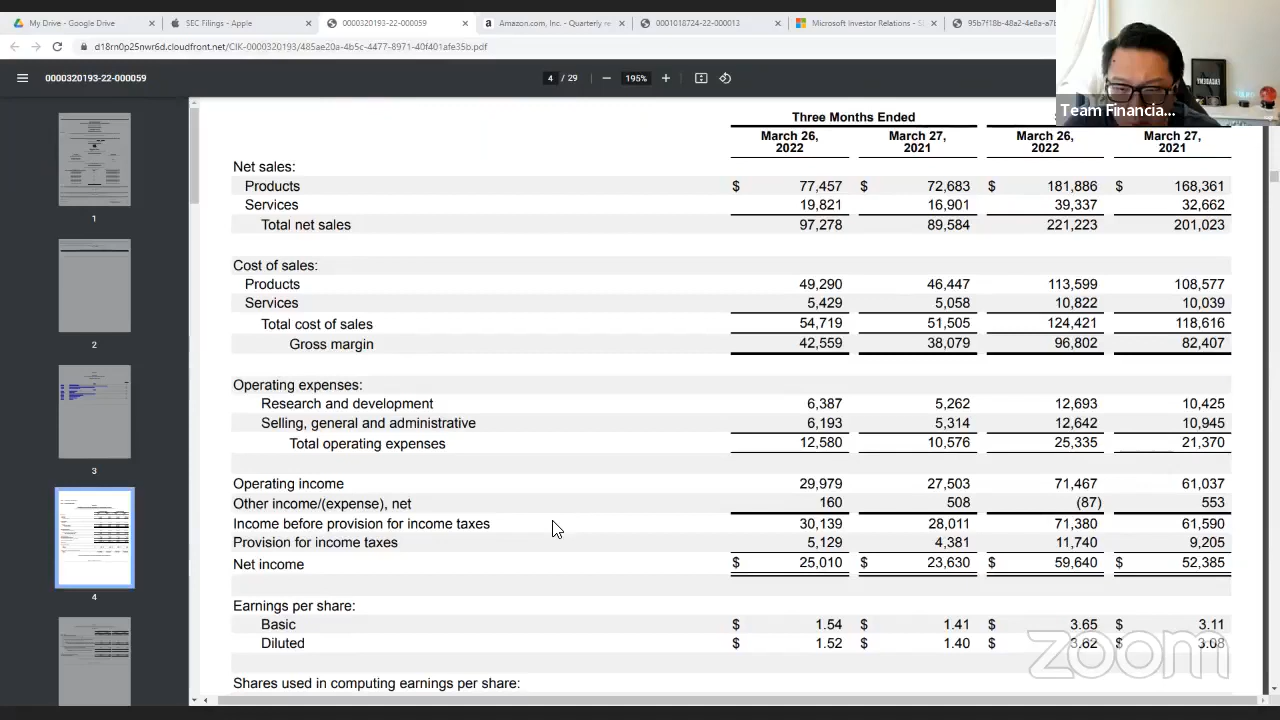 My Drive - Google Drive
SEC Filings - Apple
0000320193-22-000059
Amazon.com, Inc. - Quarterly re
0001018724-22-000013
Microsoft Investor Relations - S
d18rn0p25nwr6d.cloudfront.net/CIK-0000320193/485ae20a-4b5c-4477-8971-40f401afe35b.pdf
0000320193-22-000059
4 / 29
195%
Team Financia...
1
2
3
4
Three Months Ended
March 26, 2022 March 27, 2021 March 26, 2022 March 27, 2021
Net sales:
Products $ 77,457 $ 72,683 $ 181,886 $ 168,361
Services 19,821 16,901 39,337 32,662
Total net sales 97,278 89,584 221,223 201,023
Cost of sales:
Products 49,290 46,447 113,599 108,577
Services 5,429 5,058 10,822 10,039
Total cost of sales 54,719 51,505 124,421 118,616
Gross margin 42,559 38,079 96,802 82,407
Operating expenses:
Research and development 6,387 5,262 12,693 10,425
Selling, general and administrative 6,193 5,314 12,642 10,945
Total operating expenses 12,580 10,576 25,335 21,370
Operating income 29,979 27,503 71,467 61,037
Other income/(expense), net 160 508 (87) 553
Income before provision for income taxes 30,139 28,011 71,380 61,590
Provision for income taxes 5,129 4,381 11,740 9,205
Net income $ 25,010 $ 23,630 $ 59,640 $ 52,385
Earnings per share:
Basic $ 1.54 $ 1.41 $ 3.65 $ 3.11
Diluted $ 1.52 $ 1.40 $ 3.62 $ 3.08
Shares used in computing earnings per share:
zoom